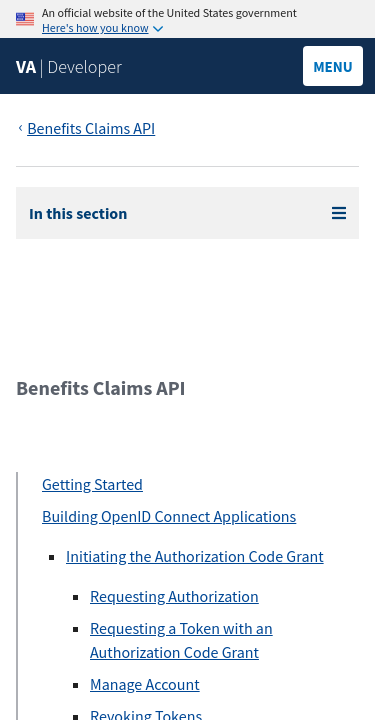 An official website of the United States government
Here's how you know
VA | Developer
MENU
‹ Benefits Claims API
In this section
Benefits Claims API
Getting Started
Building OpenID Connect Applications
Initiating the Authorization Code Grant
Requesting Authorization
Requesting a Token with an
Authorization Code Grant
Manage Account
Revoking Tokens